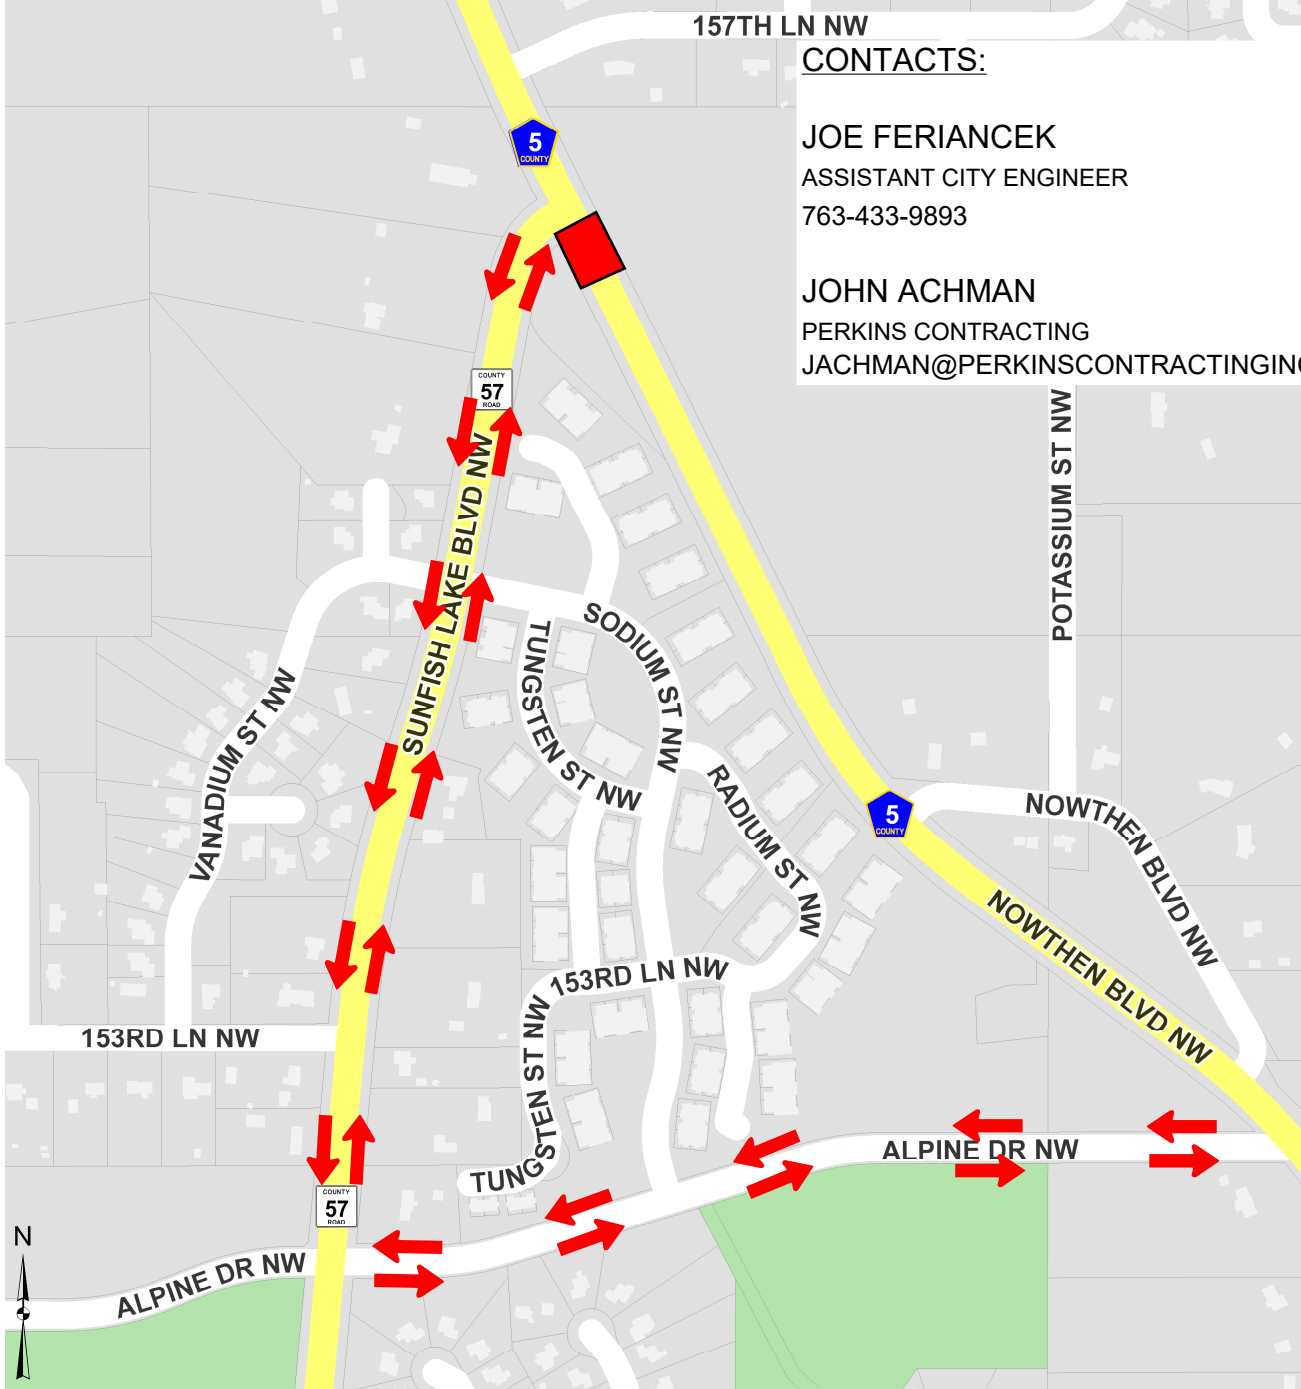 157TH LN NW
CONTACTS:
JOE FERIANCEK
ASSISTANT CITY ENGINEER
763-433-9893
JOHN ACHMAN
PERKINS CONTRACTING
JACHMAN@PERKINSCONTRACTINGIN
5
COUNTY
COUNTY
57
ROAD
SUNFISH LAKE BLVD NW
POTASSIUM ST NW
SODIUM ST NW
TUNGSTEN ST NW
VANADIUM ST NW
RADIUM ST NW
5
COUNTY
NOWTHEN BLVD NW
NOWTHEN BLVD NW
153RD LN NW
153RD LN NW
TUNGSTEN ST NW
ALPINE DR NW
COUNTY
57
ROAD
ALPINE DR NW
N